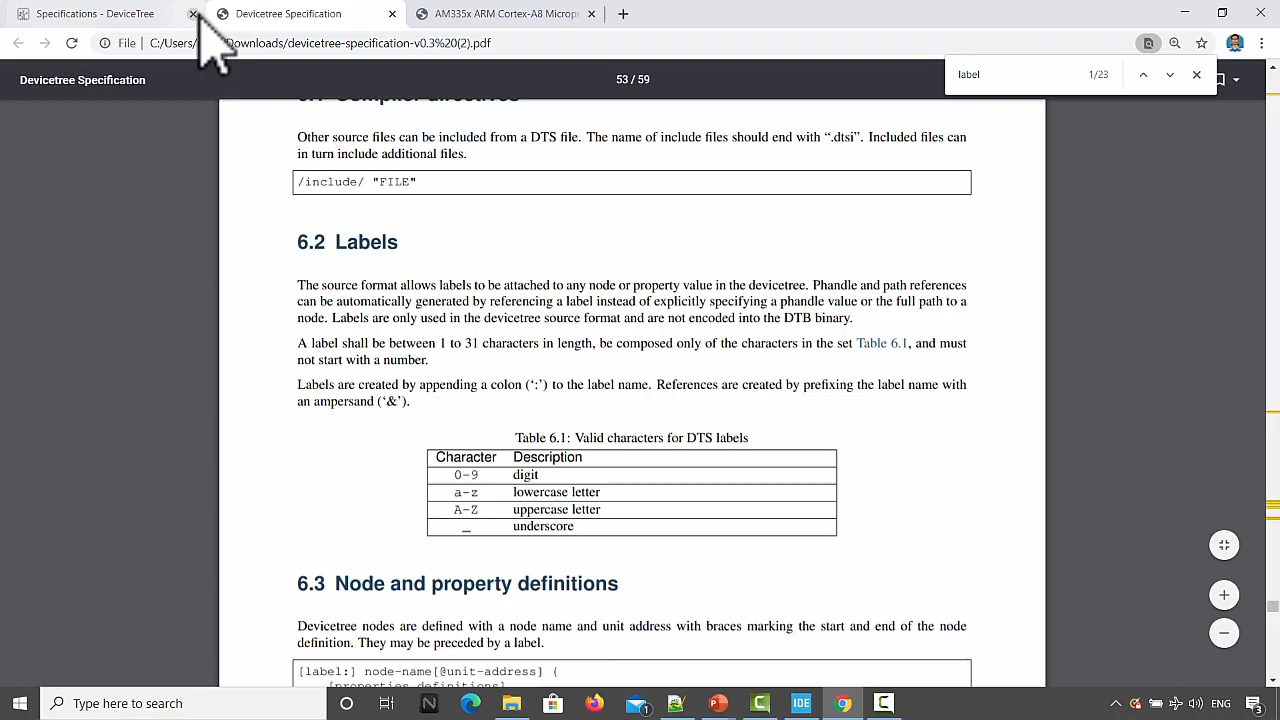 Specifications - DeviceTree
Devicetree Specification
AM335x ARM Cortex-A8 Micropr
File
C:/Users/
Downloads/devicetree-specification-v0.3%20(2).pdf
Devicetree Specification
53 / 59
label
1/23
6.1 Compiler directives
Other source files can be included from a DTS file. The name of include files should end with “.dtsi”. Included files can
in turn include additional files.
/include/ "FILE"
6.2 Labels
The source format allows labels to be attached to any node or property value in the devicetree. Phandle and path references
can be automatically generated by referencing a label instead of explicitly specifying a phandle value or the full path to a
node. Labels are only used in the devicetree source format and are not encoded into the DTB binary.
A label shall be between 1 to 31 characters in length, be composed only of the characters in the set Table 6.1, and must
not start with a number.
Labels are created by appending a colon (‘:’) to the label name. References are created by prefixing the label name with
an ampersand (‘&’).
Table 6.1: Valid characters for DTS labels
Character Description
0-9 digit
a-z lowercase letter
A-Z uppercase letter
_ underscore
6.3 Node and property definitions
Devicetree nodes are defined with a node name and unit address with braces marking the start and end of the node
definition. They may be preceded by a label.
[label:] node-name[@unit-address] {
[properties definitions]
Type here to search
IDE
ENG
3